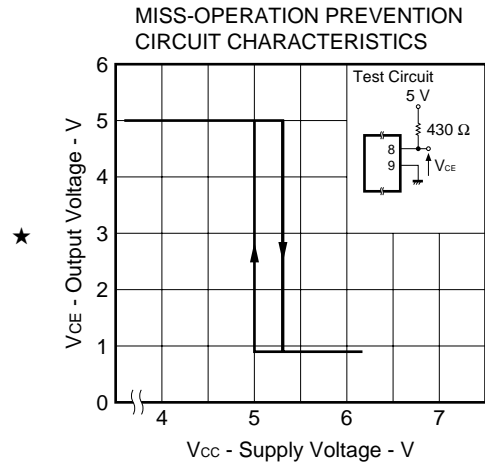 MISS-OPERATION PREVENTION
CIRCUIT CHARACTERISTICS
Test Circuit
5 V
430 Ω
8
9
VCE
★
VCE - Output Voltage - V
6
5
4
3
2
1
0
4 5 6 7
VCC - Supply Voltage - V